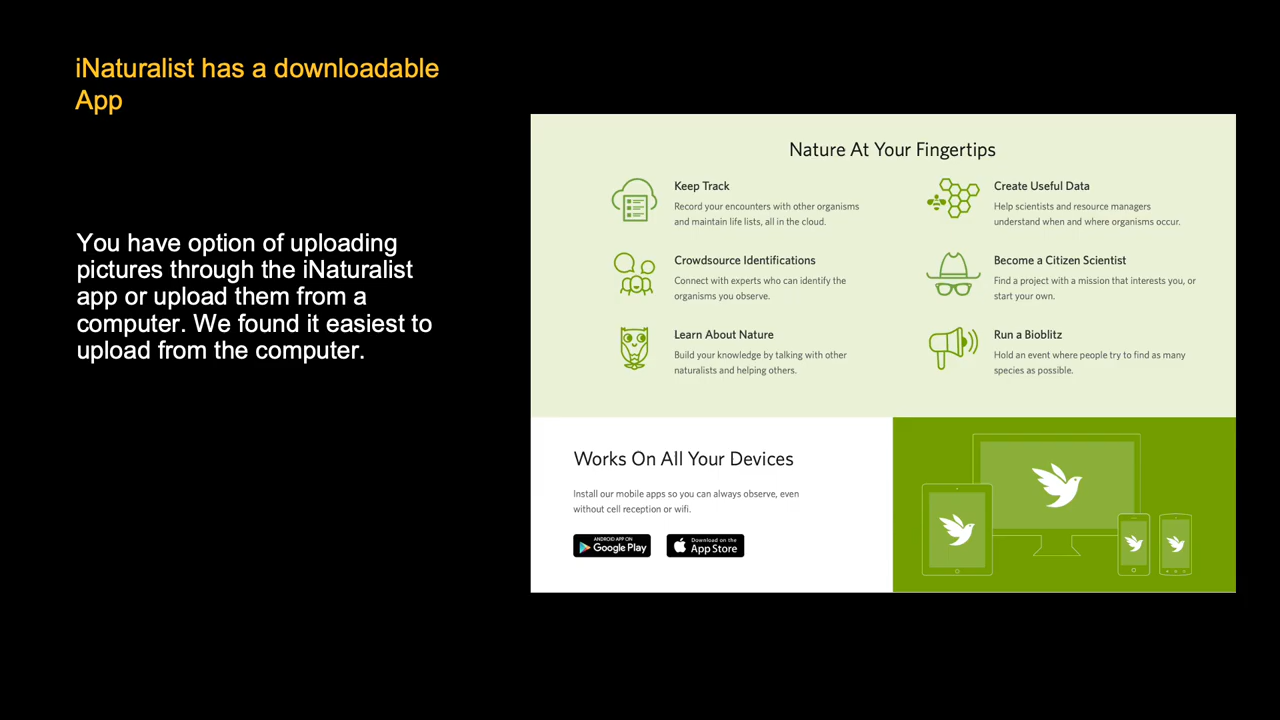 iNaturalist has a downloadable
App
You have option of uploading
pictures through the iNaturalist
app or upload them from a
computer. We found it easiest to
upload from the computer.
Nature At Your Fingertips
Keep Track
Record your encounters with other organisms
and maintain life lists, all in the cloud.
Create Useful Data
Help scientists and resource managers
understand when and where organisms occur.
Crowdsource Identifications
Connect with experts who can identify the
organisms you observe.
Become a Citizen Scientist
Find a project with a mission that interests you, or
start your own.
Learn About Nature
Build your knowledge by talking with other
naturalists and helping others.
Run a Bioblitz
Hold an event where people try to find as many
species as possible.
Works On All Your Devices
Install our mobile apps so you can always observe, even
without cell reception or wifi.
ANDROID APP ON
Google Play
Download on the
App Store